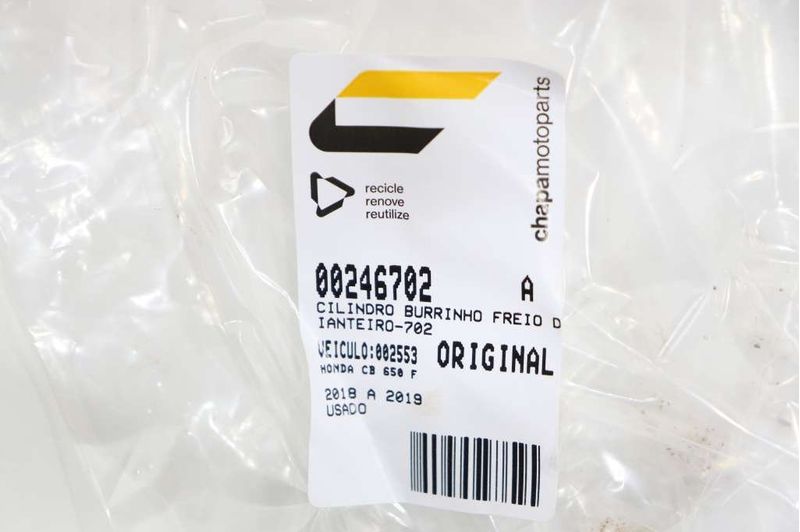 chapamotoparts
recicle
renove
reutilize
00246702 A
CILINDRO BURRINHO FREIO D
IANTEIRO-702
VEICULO:002553 ORIGINAL
HONDA CB 650 F
2018 A 2019
USADO